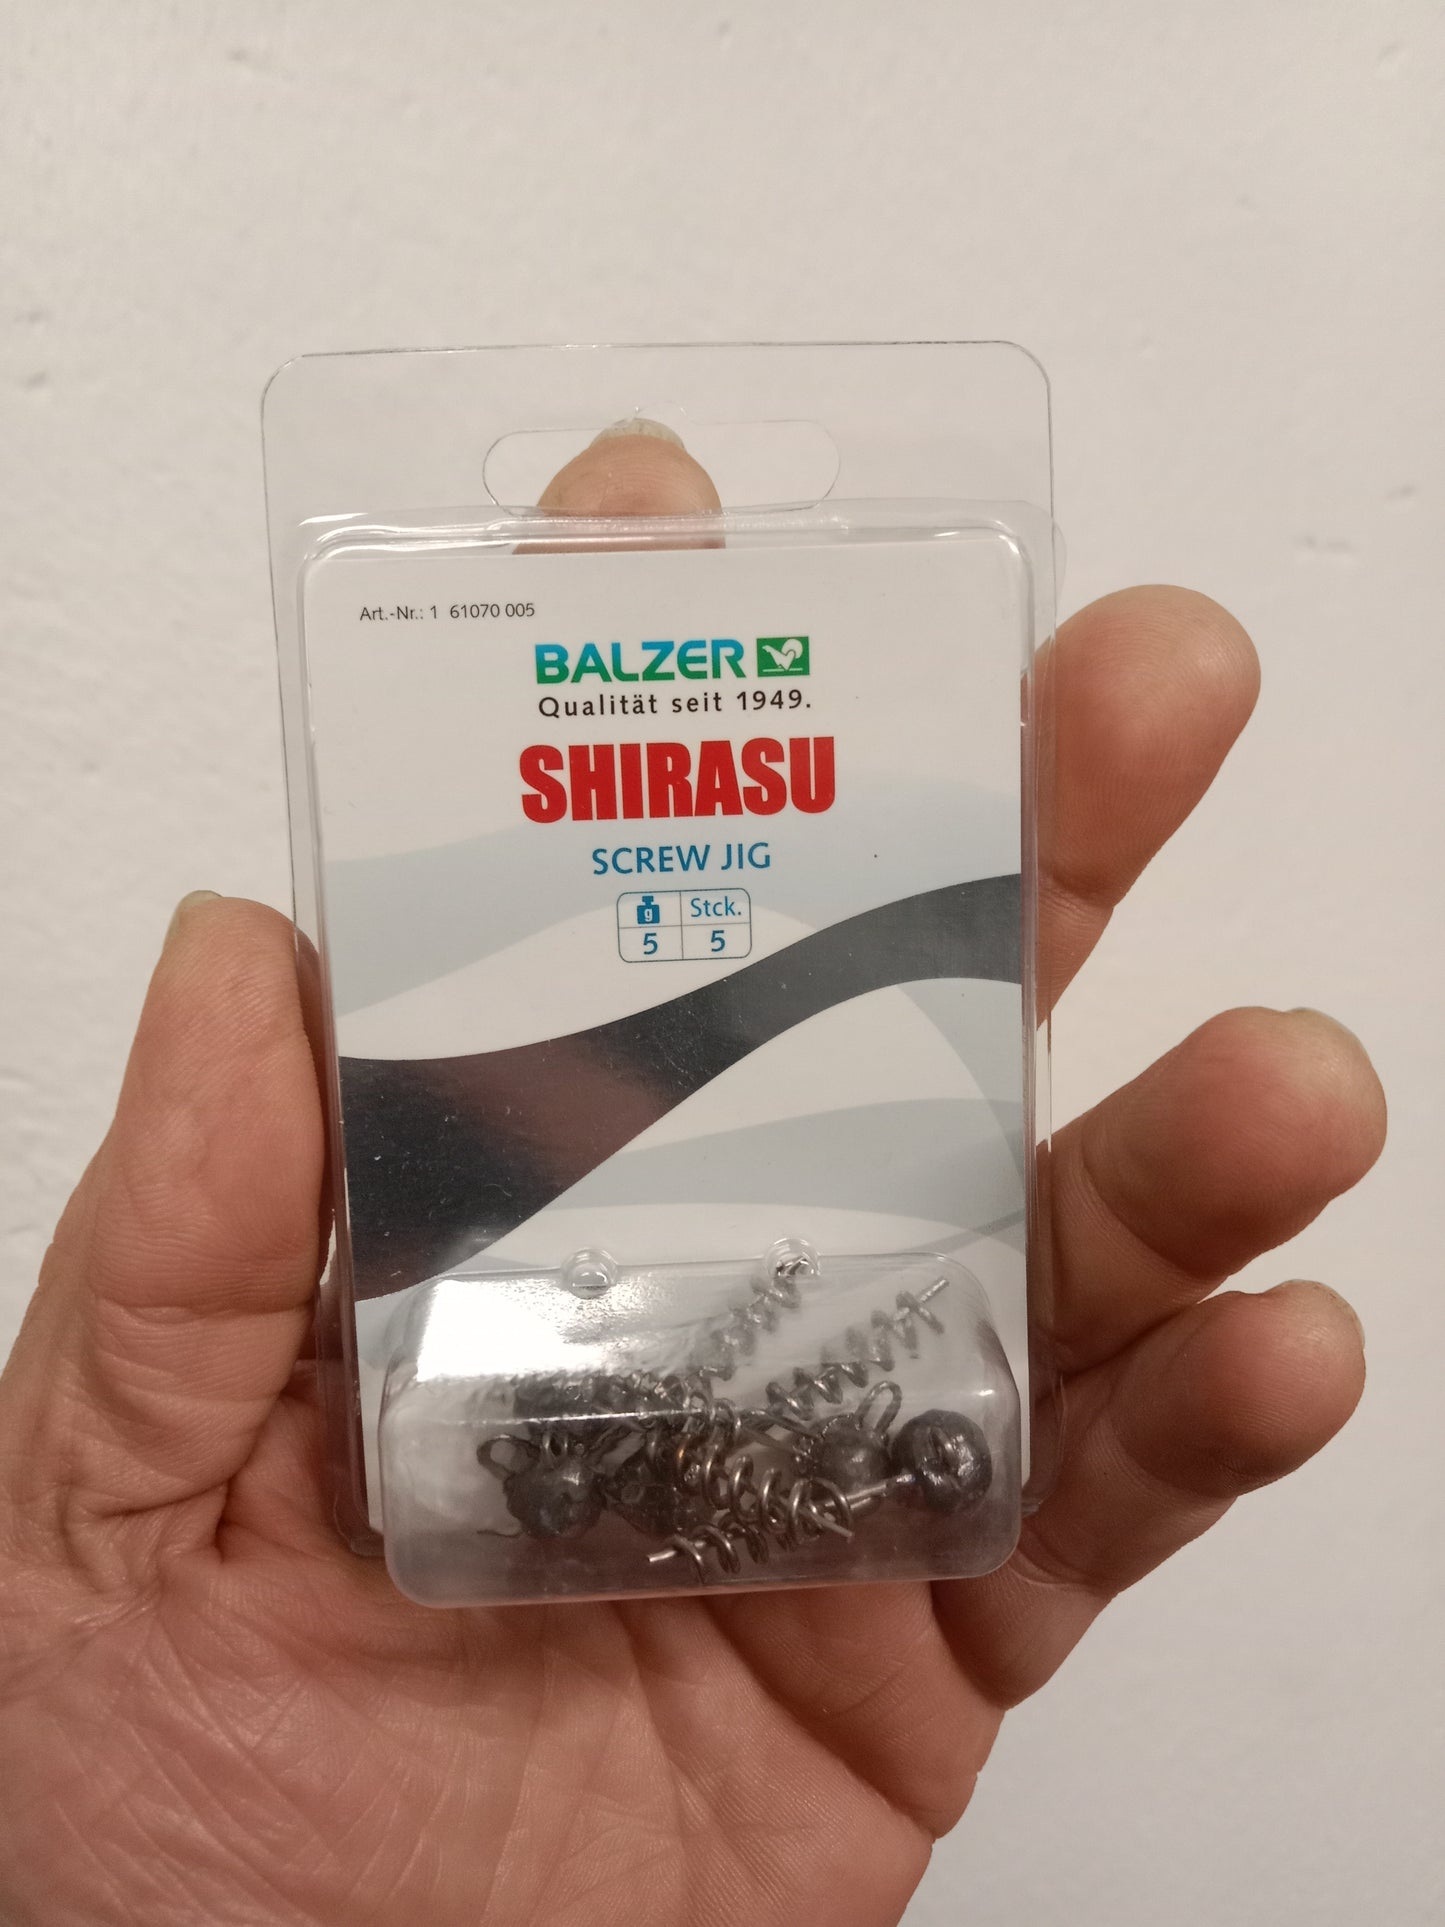 Art.-Nr.: 1 61070 005
BALZER
Qualität seit 1949.
SHIRASU
SCREW JIG
g Stck.
5 5